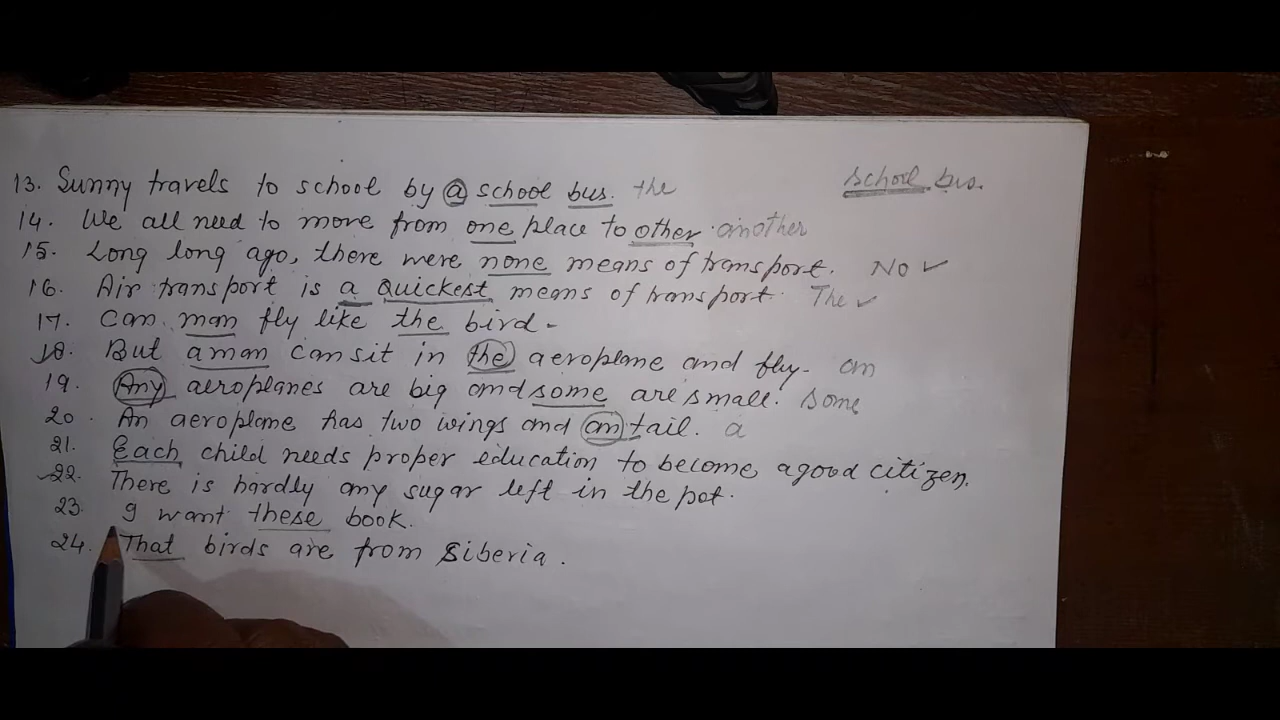 13. Sunny travels to school by a school bus. the school bus.
14. We all need to move from one place to other. another
15. Long long ago, there were none means of transport. No ✓
16. Air transport is a quickest means of transport. The ✓
17. Can man fly like the bird.
18. But a man can sit in the aeroplane and fly. an
19. Any aeroplanes are big and some are small. Some
20. An aeroplane has two wings and an tail. a
21. Each child needs proper education to become a good citizen.
22. There is hardly any sugar left in the pot.
23. I want these book.
24. That birds are from Siberia.